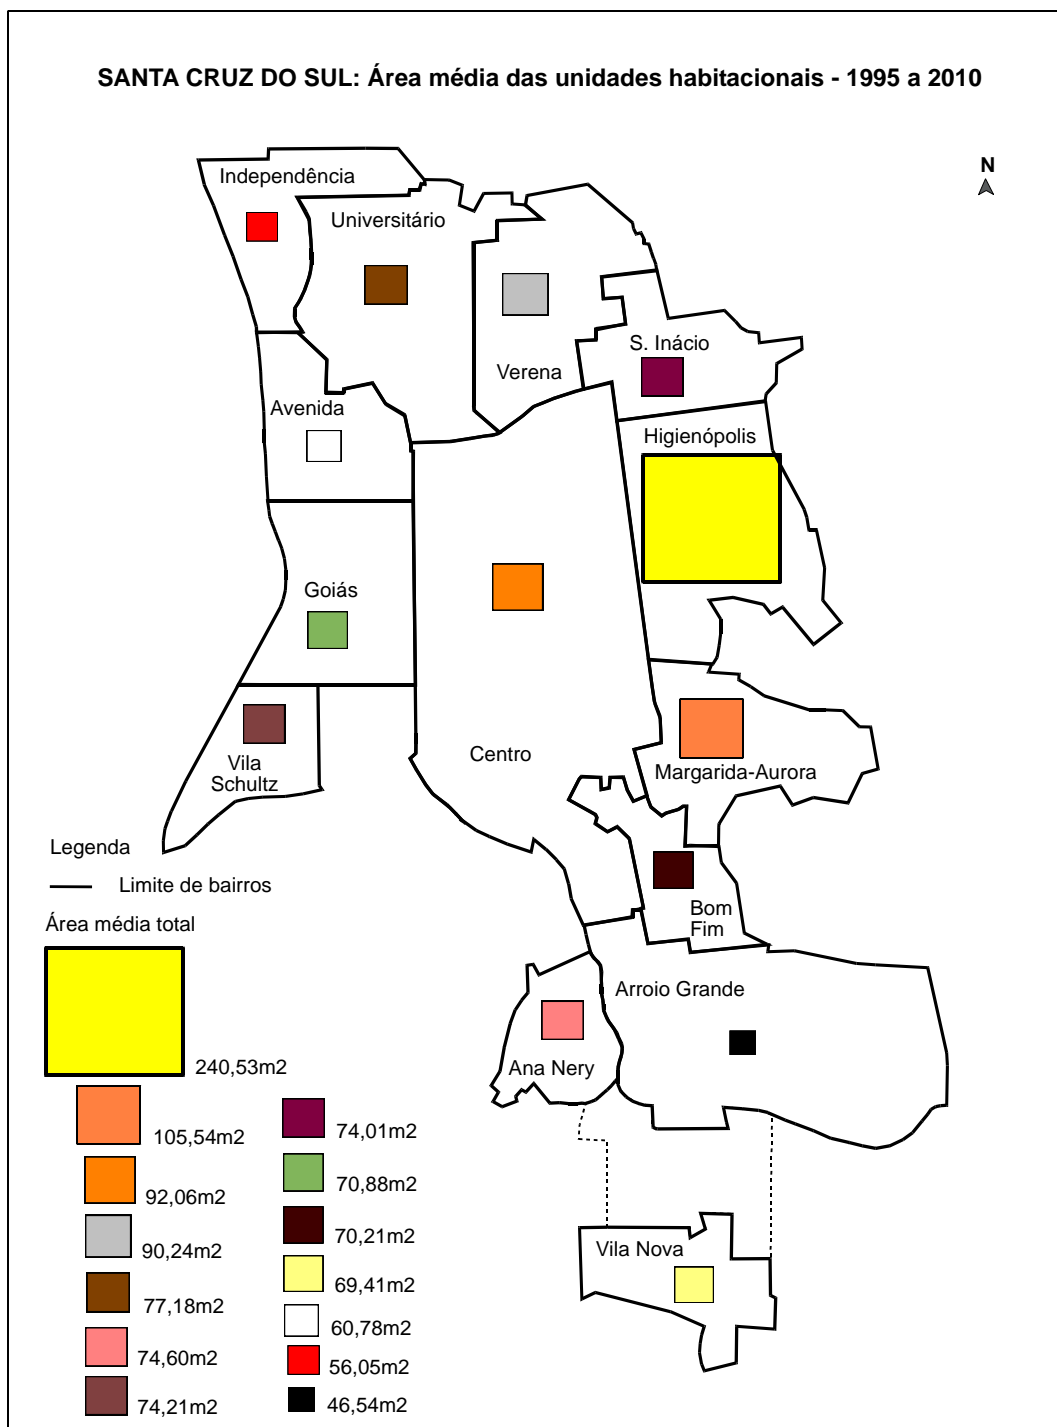 SANTA CRUZ DO SUL: Área média das unidades habitacionais - 1995 a 2010
N
Independência
Universitário
S. Inácio
Verena
Avenida
Higienópolis
Goiás
Centro
Vila
Schultz
Margarida-Aurora
Legenda
Limite de bairros
Bom
Fim
Área média total
Arroio Grande
Ana Nery
240,53m2
105,54m2
92,06m2
90,24m2
77,18m2
74,60m2
74,21m2
74,01m2
70,88m2
70,21m2
69,41m2
60,78m2
56,05m2
46,54m2
Vila Nova